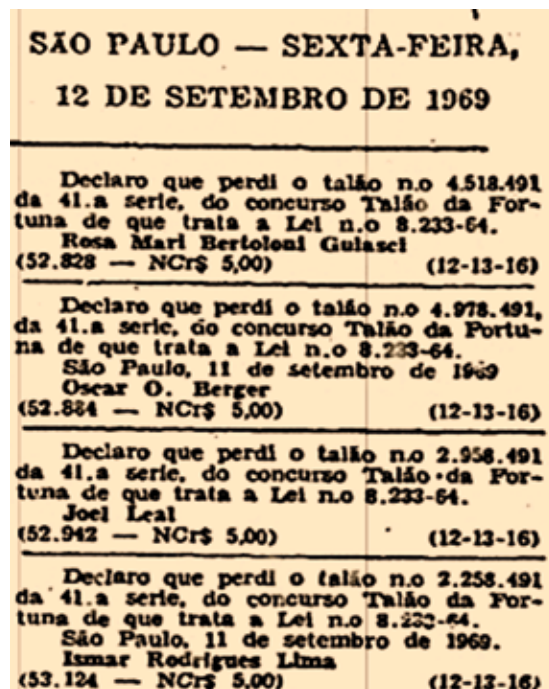 SÃO PAULO — SEXTA-FEIRA,
12 DE SETEMBRO DE 1969
Declaro que perdi o talão n.o 4.518.491
da 41.a serie, do concurso Talão da For-
tuna de que trata a Lei n.o 8.233-64.
Rosa Mari Bertoloni Gulasci
(52.828 — NCr$ 5,00) (12-13-16)
Declaro que perdi o talão n.o 4.978.491,
da 41.a serie, do concurso Talão da Fortu-
na de que trata a Lei n.o 8.233-64.
São Paulo, 11 de setembro de 1969
Oscar O. Berger
(52.884 — NCr$ 5,00) (12-13-16)
Declaro que perdi o talão n.o 2.958.491
da 41.a serie, do concurso Talão da For-
tuna de que trata a Lei n.o 8.233-64.
Joel Leal
(52.942 — NCr$ 5,00) (12-13-16)
Declaro que perdi o talão n.o 2.258.491
da 41.a serie, do concurso Talão da For-
tuna de que trata a Lei n.o 8.233-64.
São Paulo, 11 de setembro de 1969.
Ismar Rodrigues Lima
(53.124 — NCr$ 5,00) (12-12-16)